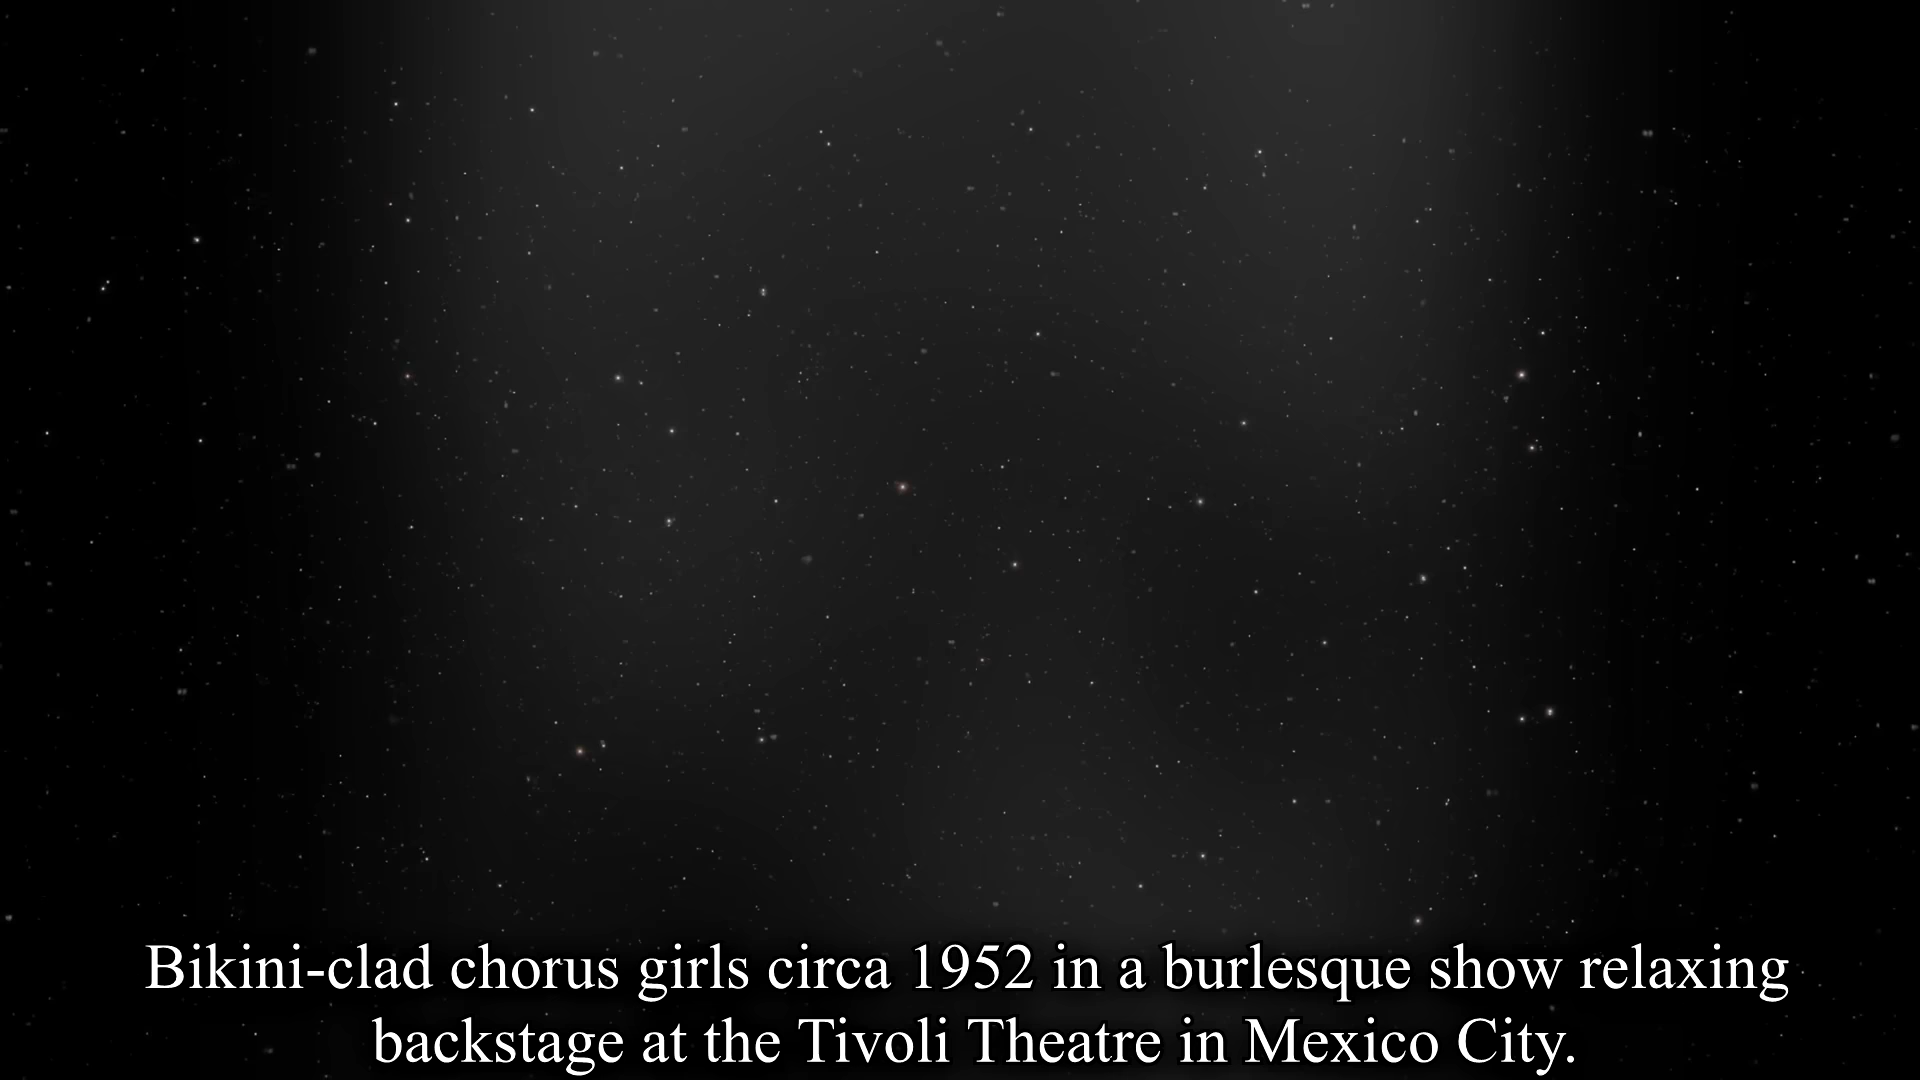 Bikini-clad chorus girls circa 1952 in a burlesque show relaxing
backstage at the Tivoli Theatre in Mexico City.